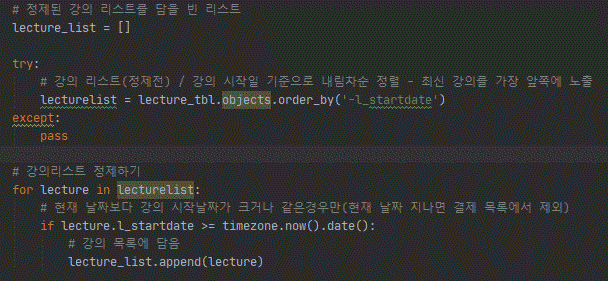 # 정제된 강의 리스트를 담을 빈 리스트
lecture_list = []
try:
# 강의 리스트(정제전) / 강의 시작일 기준으로 내림차순 정렬 - 최신 강의를 가장 앞쪽에 노출
lecturelist = lecture_tbl.objects.order_by('-l_startdate')
except:
pass
# 강의리스트 정제하기
for lecture in lecturelist:
# 현재 날짜보다 강의 시작날짜가 크거나 같은경우만(현재 날짜 지나면 결제 목록에서 제외)
if lecture.l_startdate >= timezone.now().date():
# 강의 목록에 담음
lecture_list.append(lecture)